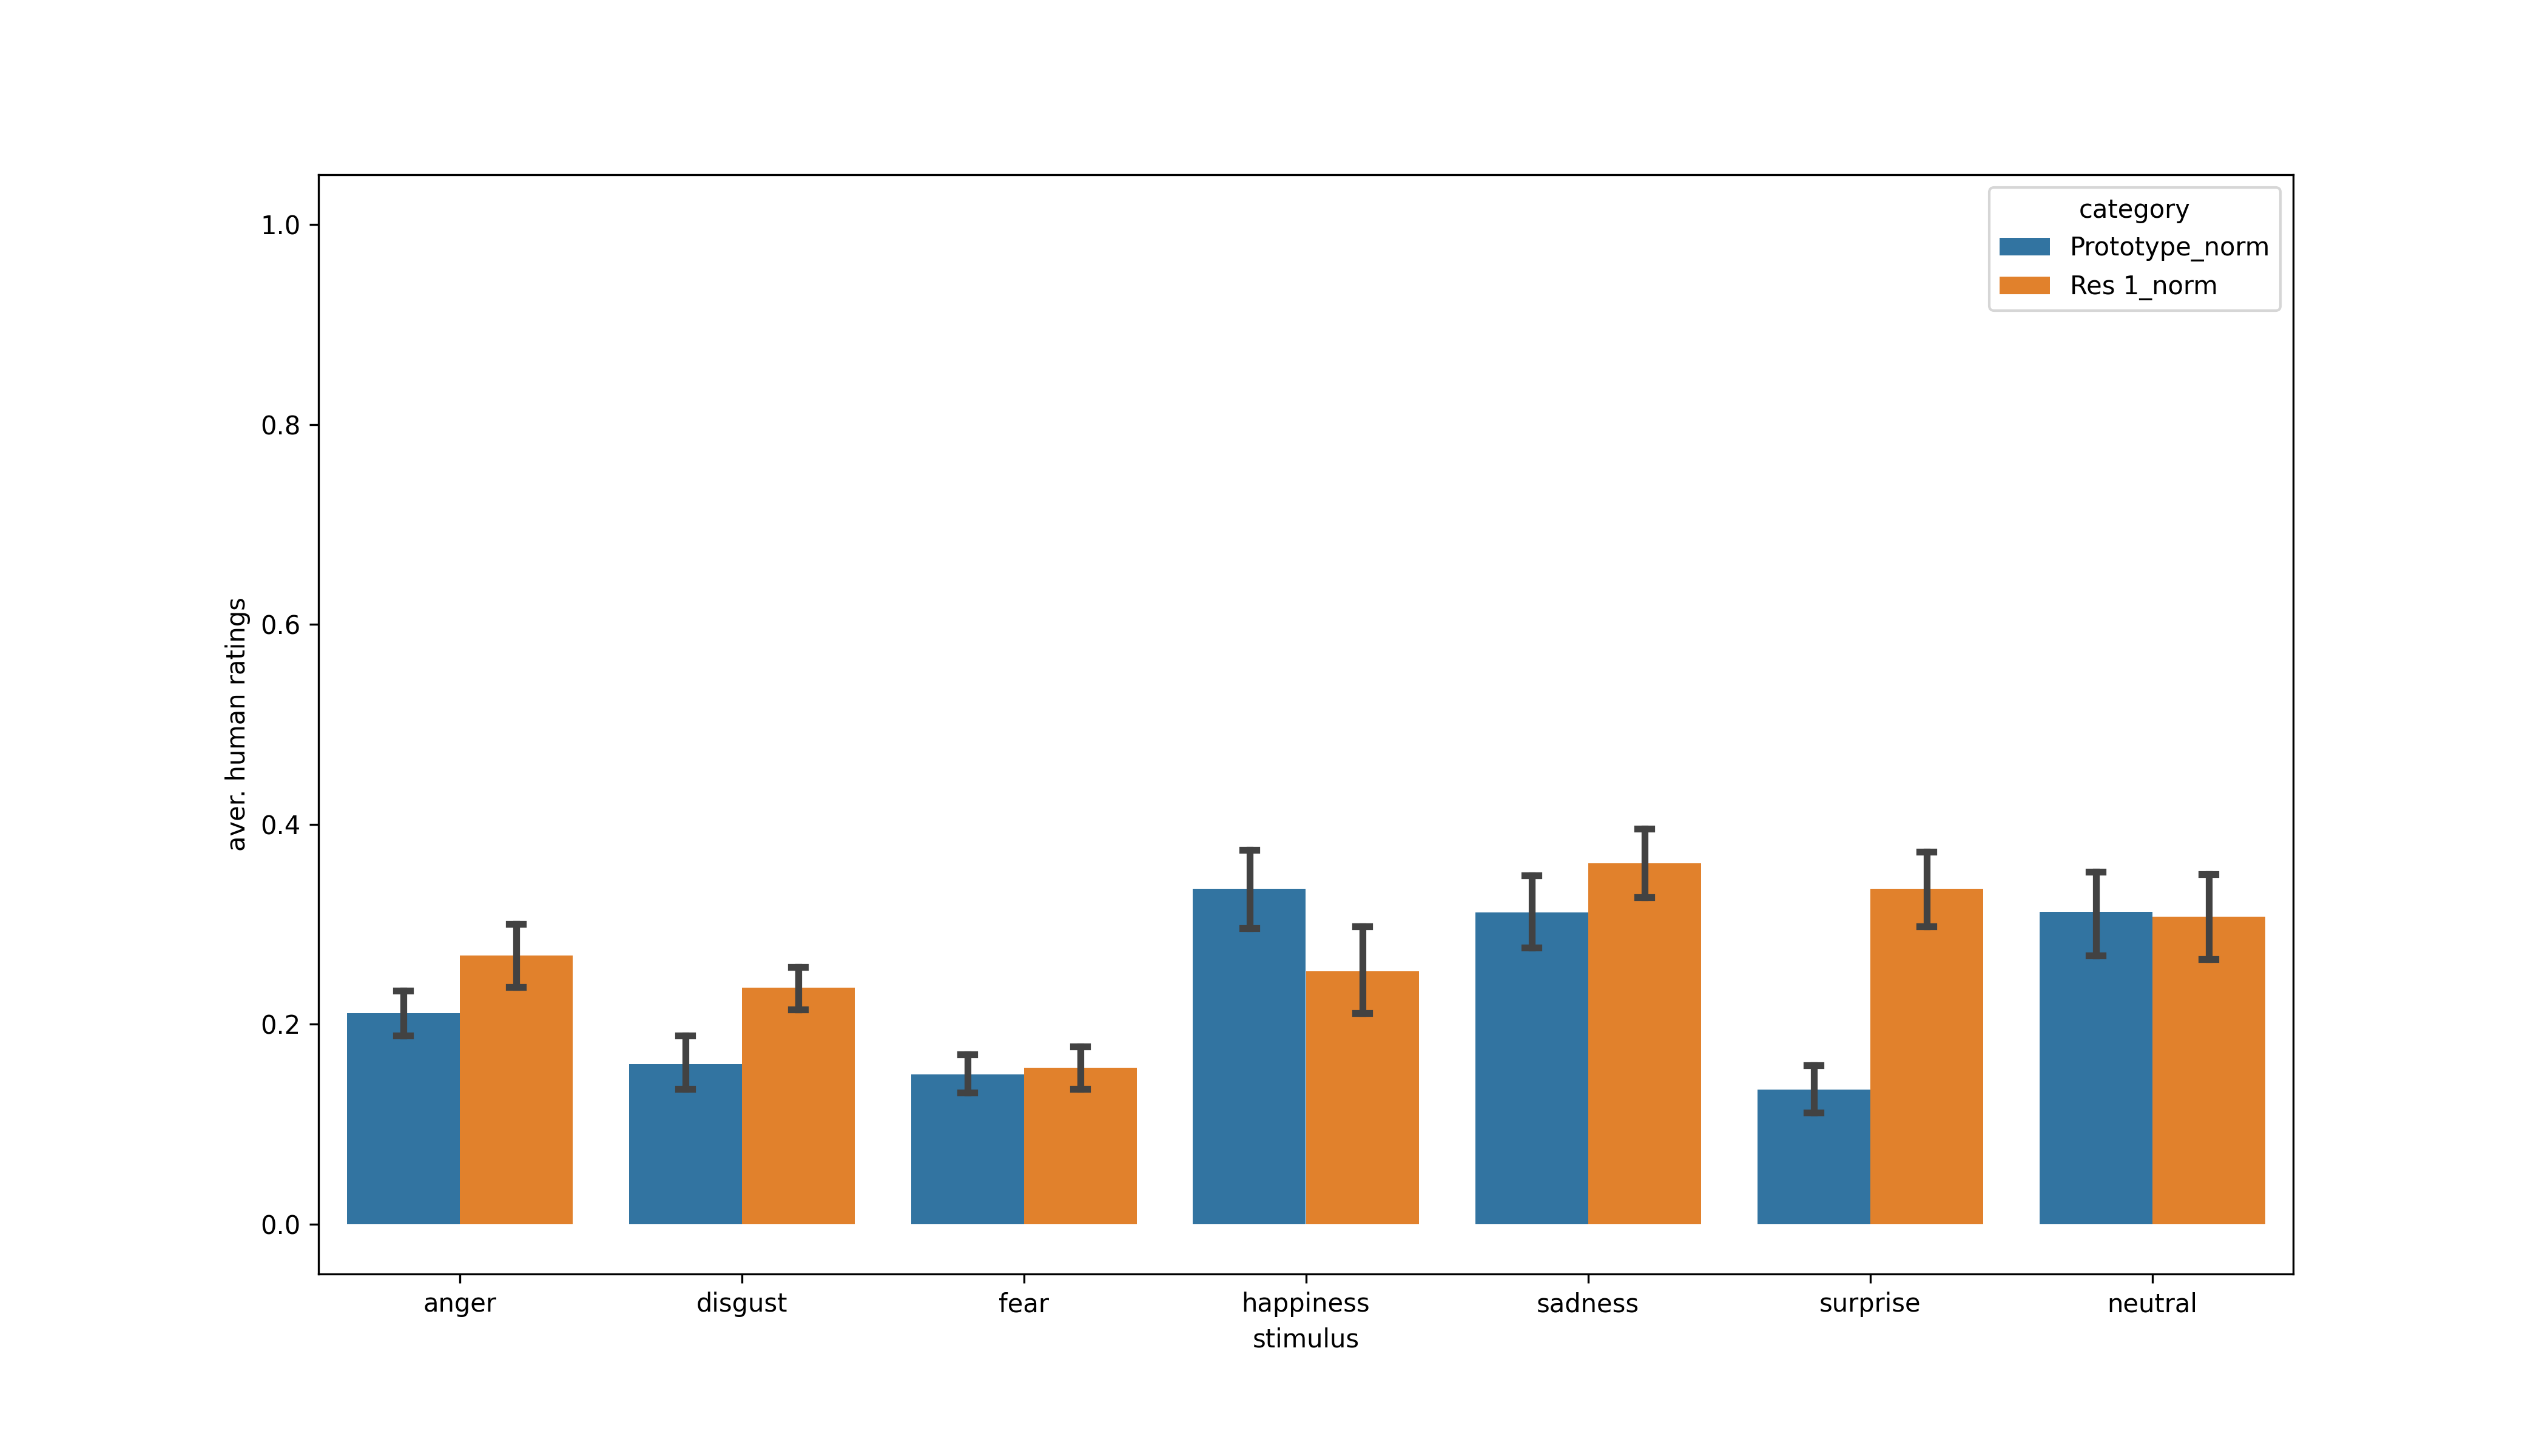 category
Prototype_norm
Res 1_norm
1.0
0.8
0.6
0.4
0.2
0.0
aver. human ratings
anger disgust fear happiness sadness surprise neutral
stimulus